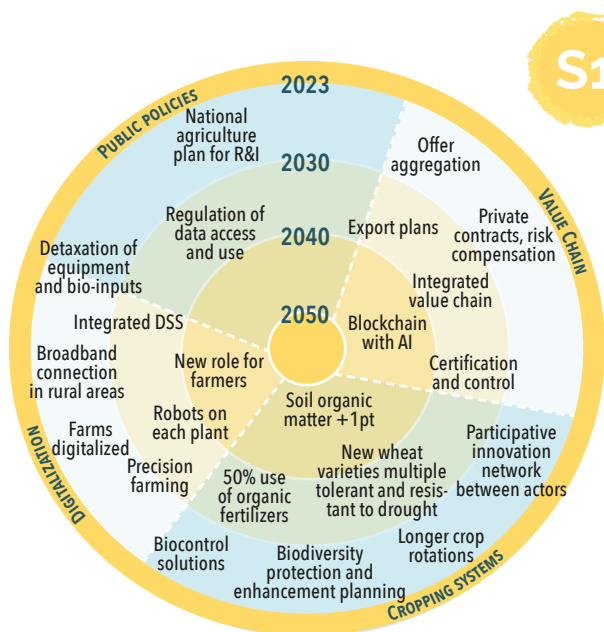 S1
2023
2030
2040
2050
PUBLIC POLICIES
National
agriculture
plan for R&I
Regulation of
data access
and use
Detaxation of
equipment
and bio-inputs
VALUE CHAIN
Offer
aggregation
Export plans
Private
contracts, risk
compensation
Integrated
value chain
Blockchain
with AI
Certification
and control
DIGITALIZATION
Integrated DSS
Broadband
connection
in rural areas
New role for
farmers
Farms
digitalized
Robots on
each plant
Precision
farming
CROPPING SYSTEMS
Soil organic
matter +1pt
50% use
of organic
fertilizers
New wheat
varieties multiple
tolerant and resis-
tant to drought
Participative
innovation
network
between actors
Biocontrol
solutions
Biodiversity
protection and
enhancement planning
Longer crop
rotations